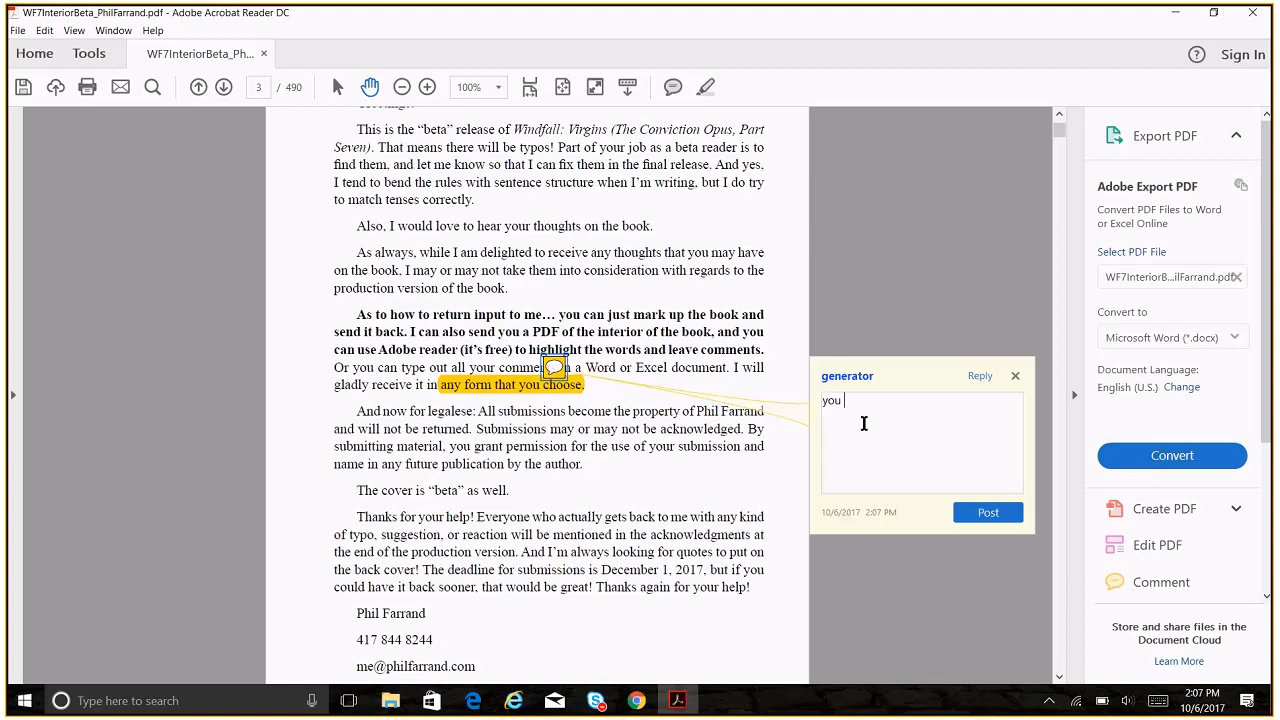 WF7InteriorBeta_PhilFarrand.pdf - Adobe Acrobat Reader DC
File Edit View Window Help
Home Tools WF7InteriorBeta_Ph... × Sign In
3 / 490 100%
This is the “beta” release of Windfall: Virgins (The Conviction Opus, Part
Seven). That means there will be typos! Part of your job as a beta reader is to
find them, and let me know so that I can fix them in the final release. And yes,
I tend to bend the rules with sentence structure when I’m writing, but I do try
to match tenses correctly.
Also, I would love to hear your thoughts on the book.
As always, while I am delighted to receive any thoughts that you may have
on the book, I may or may not take them into consideration with regards to the
production version of the book.
As to how to return input to me… you can just mark up the book and
send it back. I can also send you a PDF of the interior of the book, and you
can use Adobe reader (it’s free) to highlight the words and leave comments.
Or you can type out all your commen a Word or Excel document. I will
gladly receive it in any form that you choose.
And now for legalese: All submissions become the property of Phil Farrand
and will not be returned. Submissions may or may not be acknowledged. By
submitting material, you grant permission for the use of your submission and
name in any future publication by the author.
The cover is “beta” as well.
Thanks for your help! Everyone who actually gets back to me with any kind
of typo, suggestion, or reaction will be mentioned in the acknowledgments at
the end of the production version. And I’m always looking for quotes to put on
the back cover! The deadline for submissions is December 1, 2017, but if you
could have it back sooner, that would be great! Thanks again for your help!
Phil Farrand
417 844 8244
me@philfarrand.com
generator Reply
you
10/6/2017 2:07 PM Post
Export PDF
Adobe Export PDF
Convert PDF Files to Word
or Excel Online
Select PDF File
WF7InteriorB...ilFarrand.pdf
Convert to
Microsoft Word (*.docx)
Document Language:
English (U.S.) Change
Convert
Create PDF
Edit PDF
Comment
Store and share files in the
Document Cloud
Learn More
Type here to search
2:07 PM
10/6/2017